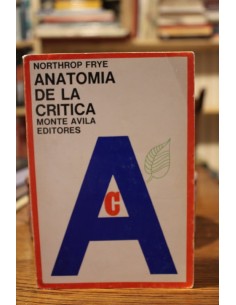 NORTHROP FRYE
ANATOMIA
DE LA
CRITICA
MONTE AVILA
EDITORES
A
C